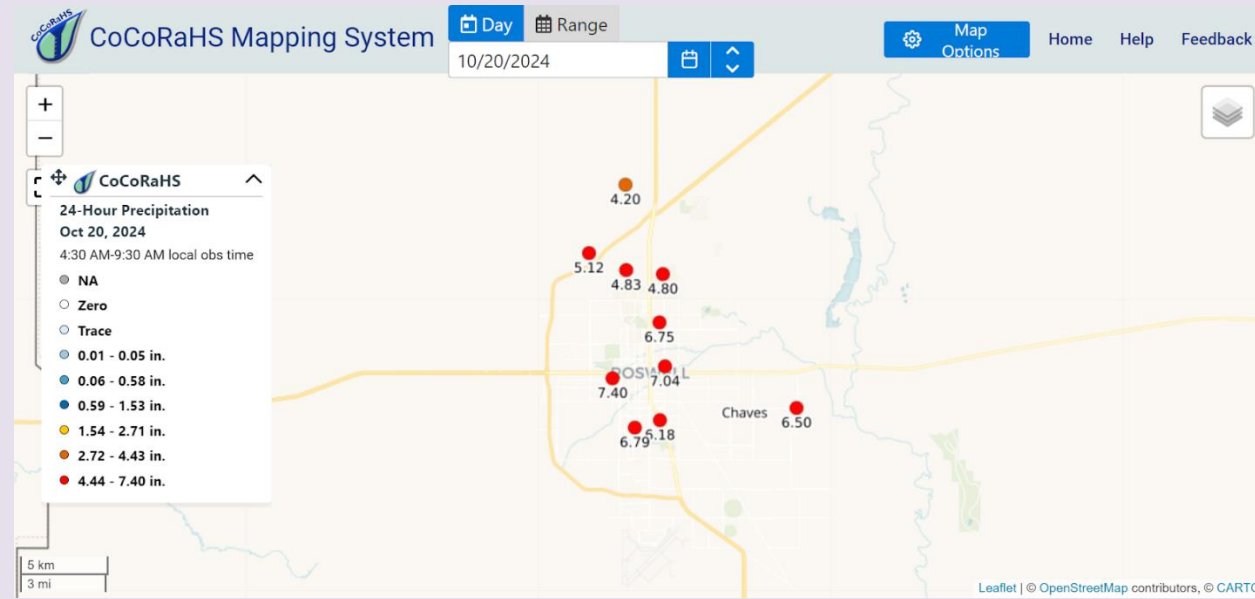 CoCoRaHS
CoCoRaHS Mapping System
Day
Range
10/20/2024
Map Options
Home
Help
Feedback
+
−
CoCoRaHS
24-Hour Precipitation
Oct 20, 2024
4:30 AM-9:30 AM local obs time
NA
Zero
Trace
0.01 - 0.05 in.
0.06 - 0.58 in.
0.59 - 1.53 in.
1.54 - 2.71 in.
2.72 - 4.43 in.
4.44 - 7.40 in.
4.20
5.12
4.83
4.80
6.75
7.04
7.40
Chaves
6.50
6.79
6.18
5 km
3 mi
Leaflet | © OpenStreetMap contributors, © CARTO